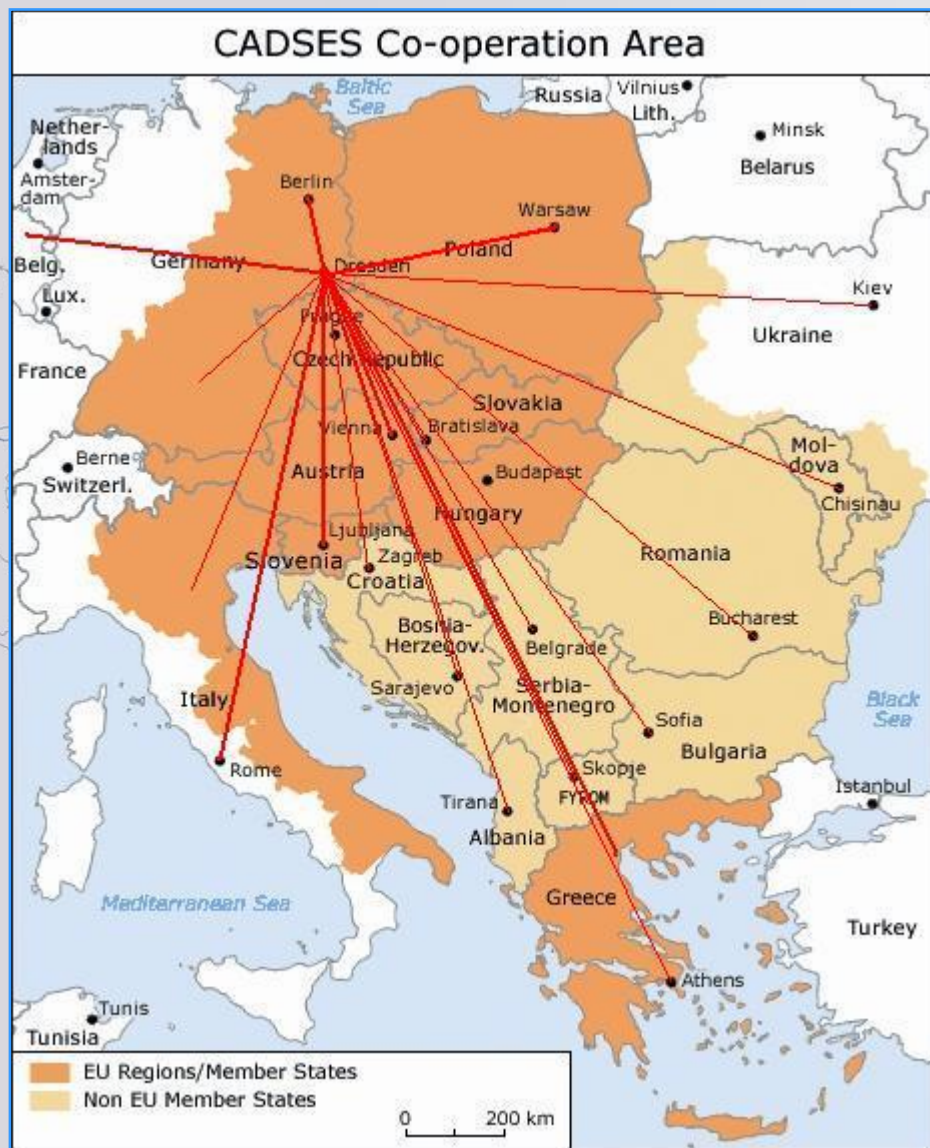 CADSES Co-operation Area
Baltic
Sea
Russia
Vilnius
Lith.
Minsk
Belarus
Nether-
lands
Amster-
dam
Berlin
Warsaw
Poland
Belg.
Germany
Dresden
Lux.
Kiev
Ukraine
Prague
Czech Republic
France
Slovakia
Vienna
Bratislava
Mol-
dova
Berne
Switzerl.
Austria
Budapest
Chisinau
Hungary
Ljubljana
Slovenia
Zagreb
Croatia
Romania
Bosnia-
Herzegov.
Bucharest
Belgrade
Sarajevo
Serbia-
Montenegro
Italy
Black
Sea
Sofia
Bulgaria
Rome
Skopje
FYROM
Istanbul
Tirana
Albania
Greece
Mediterranean Sea
Turkey
Athens
Tunis
Tunisia
EU Regions/Member States
Non EU Member States
0 200 km